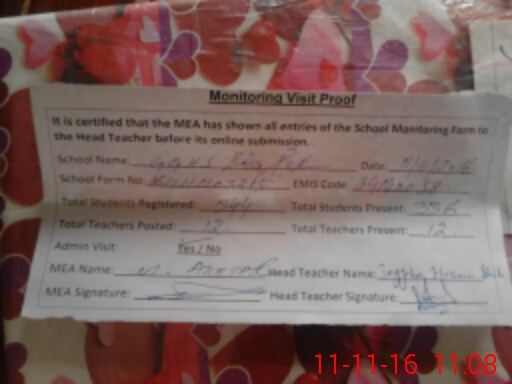 Monitoring Visit Proof
It is certified that the MEA has shown all entries of the School Monitoring Form to
the Head Teacher before its online submission.
School Name: GGHS Date:
School Form No: EMIS Code
Total Students Registered: 344 Total Students Present: 336
Total Teachers Posted: 12 Total Teachers Present: 12
Admin Visit: Yes / No
MEA Name: M. Head Teacher Name:
MEA Signature: Head Teacher Signature:
11-11-16 11:08